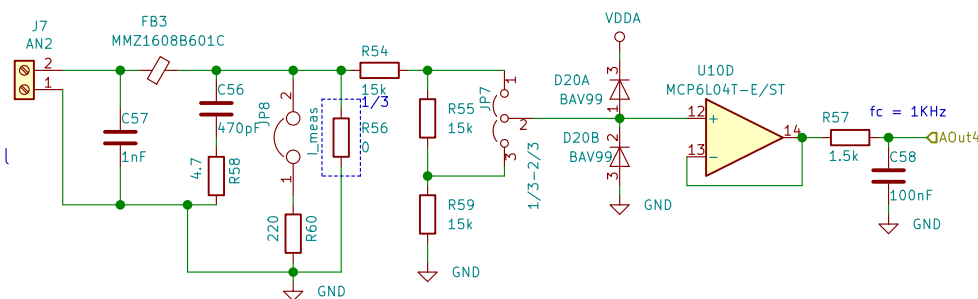 J7
AN2
2
1
FB3
MMZ1608B601C
C57
1nF
C56
470pF
4.7
R58
JP8
2
1
I_meas
220
R60
R54
15k
1/3
R56
0
R55
15k
R59
15k
JP7
1
2
3
1/3-2/3
VDDA
D20A
BAV99
3
1
D20B
BAV99
2
3
GND
U10D
MCP6L04T-E/ST
12
+
13
-
14
fc = 1KHz
R57
1.5k
AOut4
C58
100nF
GND
GND
GND
l